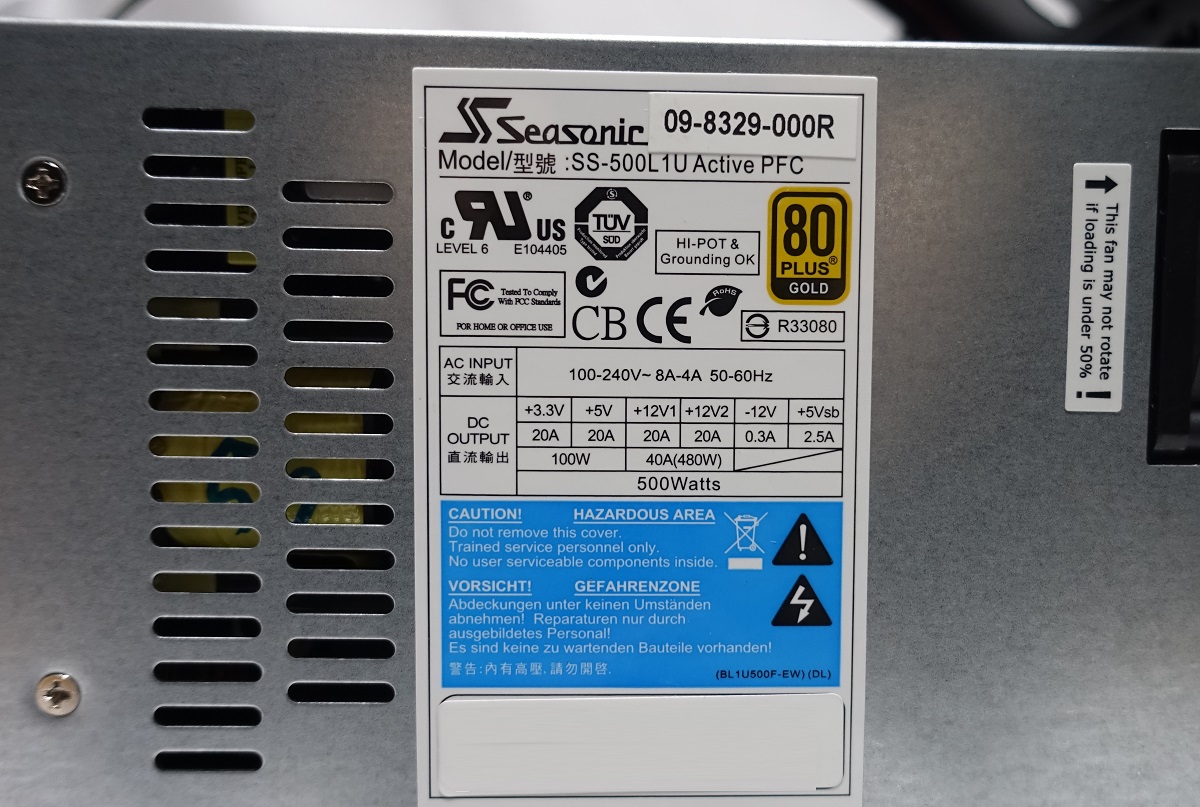 Seasonic
09-8329-000R
Model/型號 :SS-500L1U Active PFC
c UL® US
LEVEL 6 E104405
S
TÜV
SÜD
HI-POT &
Grounding OK
80
PLUS®
GOLD
FC Tested To Comply
With FCC Standards
FOR HOME OR OFFICE USE
CB CE
RoHS
R33080
AC INPUT
交流輸入
100-240V~ 8A-4A 50-60Hz
DC
OUTPUT
直流輸出
+3.3V +5V +12V1 +12V2 -12V +5Vsb
20A 20A 20A 20A 0.3A 2.5A
100W 40A(480W)
500Watts
CAUTION! HAZARDOUS AREA
Do not remove this cover.
Trained service personnel only.
No user serviceable components inside.
VORSICHT! GEFAHRENZONE
Abdeckungen unter keinen Umständen
abnehmen! Reparaturen nur durch
ausgebildetes Personal!
Es sind keine zu wartenden Bauteile vorhanden!
警告:內有高壓,請勿開啓.
(BL1U500F-EW) (DL)
This fan may not rotate
if loading is under 50% !